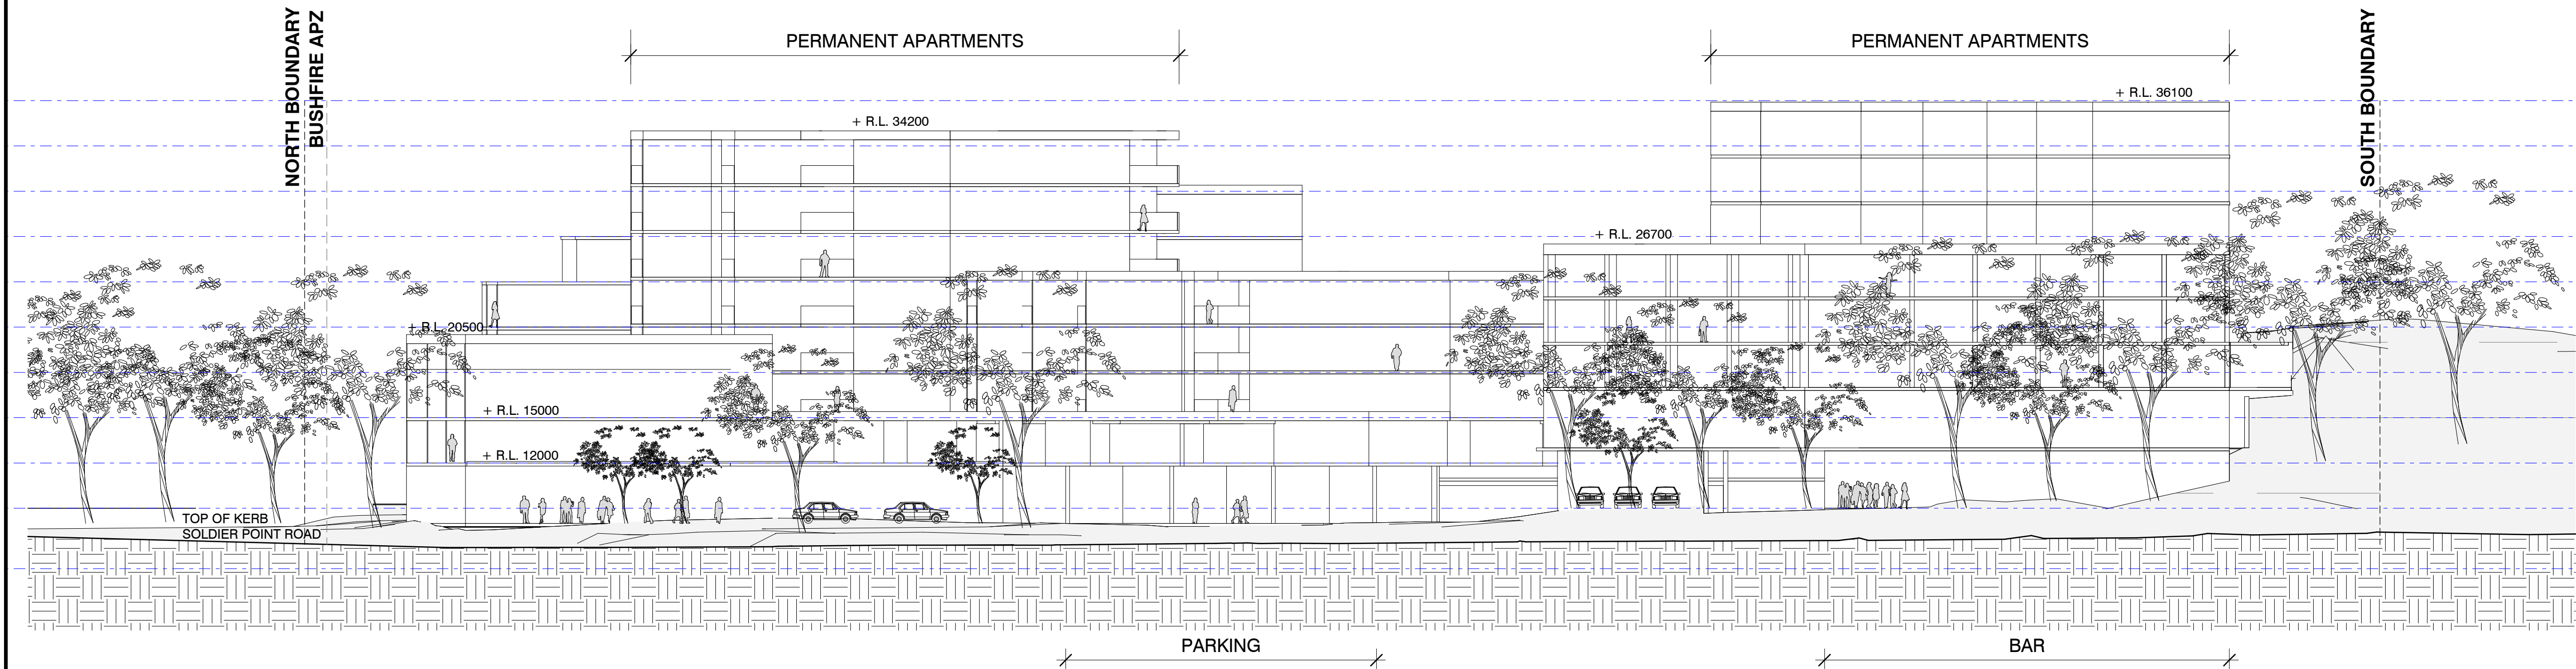 NORTH BOUNDARY
BUSHFIRE APZ
PERMANENT APARTMENTS
PERMANENT APARTMENTS
SOUTH BOUNDARY
+ R.L. 36100
+ R.L. 34200
+ R.L. 26700
+ R.L. 20500
+ R.L. 15000
+ R.L. 12000
TOP OF KERB
SOLDIER POINT ROAD
PARKING
BAR